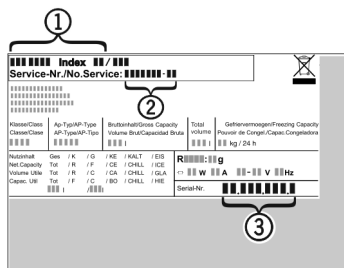 1
Index /
Service-Nr./No.Service: -
2
Klasse/Class Ap-Typ/AP-Type Bruttoinhalt/Gross Capacity Total Gefriervermoegen/Freezing Capacity
Classe/Clase AP-Type/AP-Tipo Volume Brut/Capacidad Bruta volume Pouvoir de Congel./Capac.Congeladora
l l kg / 24 h
Nutzinhalt Ges / K / G / KE / KALT / EIS
Net Capacity Tot / R / F / CE / CHILL / ICE
Volume Utile Tot / R / C / CA / CHILL / GLA
Capac. Util Tot / F / C / BO / CHILL / HIE
l / l
R : g
W A - V Hz
Serial-Nr. . . .
3